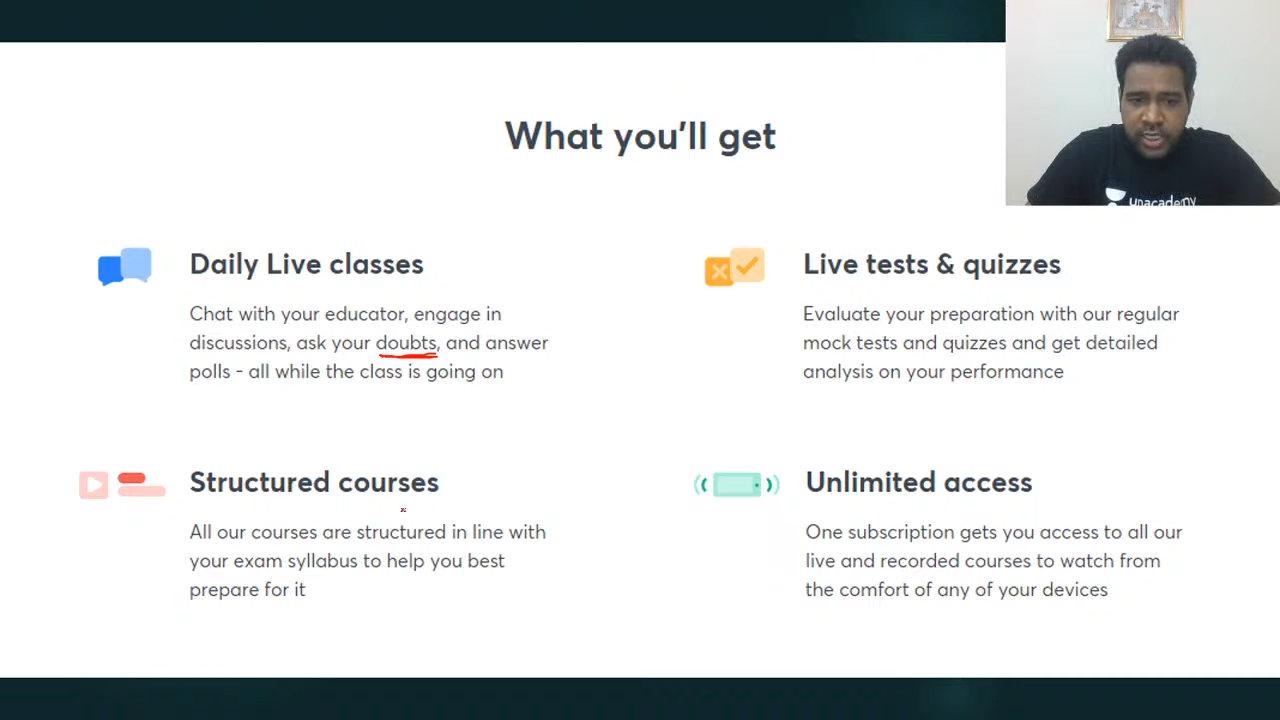 What you'll get
unacademy
Daily Live classes
Chat with your educator, engage in
discussions, ask your doubts, and answer
polls - all while the class is going on
Live tests & quizzes
Evaluate your preparation with our regular
mock tests and quizzes and get detailed
analysis on your performance
Structured courses
All our courses are structured in line with
your exam syllabus to help you best
prepare for it
Unlimited access
One subscription gets you access to all our
live and recorded courses to watch from
the comfort of any of your devices